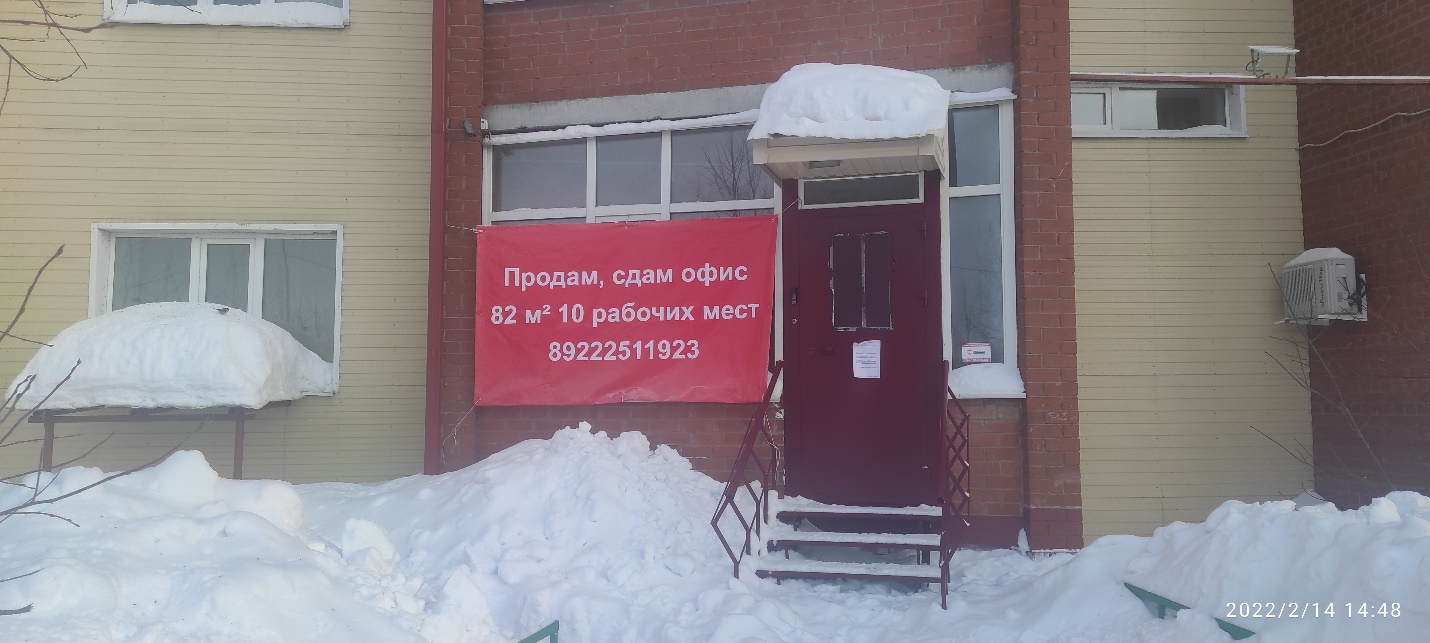 Продам, сдам офис
82 м² 10 рабочих мест
89222511923
2022/2/14 14:48